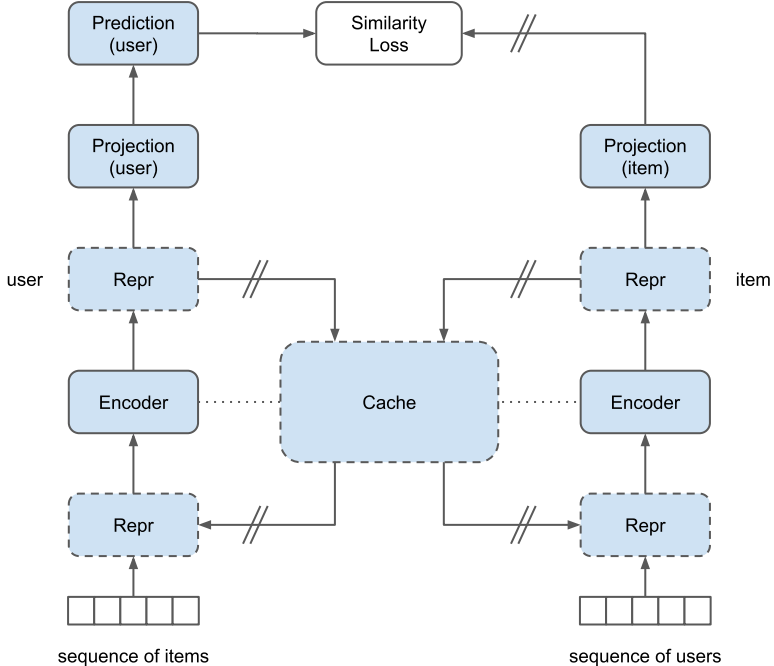 Prediction
(user)
Similarity
Loss
Projection
(user)
Projection
(item)
user
Repr
Repr
item
Encoder
Cache
Encoder
Repr
Repr
sequence of items
sequence of users